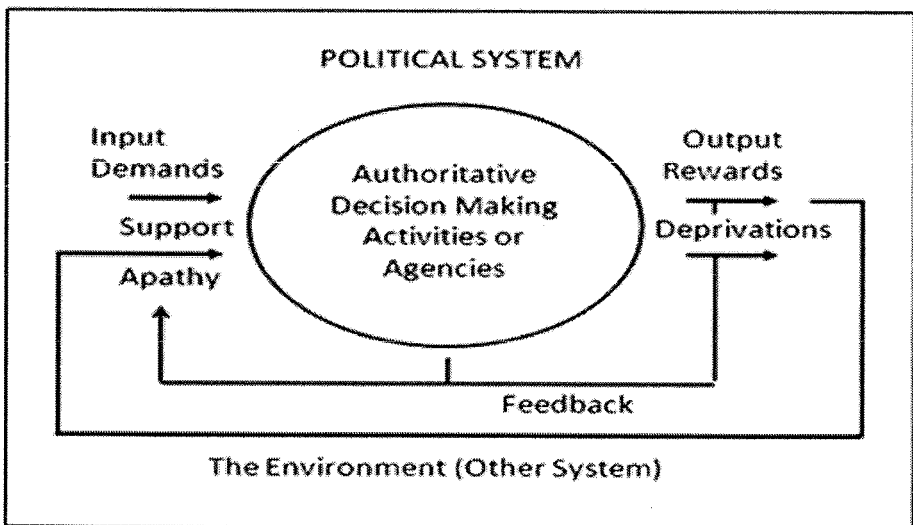 POLITICAL SYSTEM
Input
Demands
Support
Apathy
Authoritative
Decision Making
Activities or
Agencies
Output
Rewards
Deprivations
Feedback
The Environment (Other System)